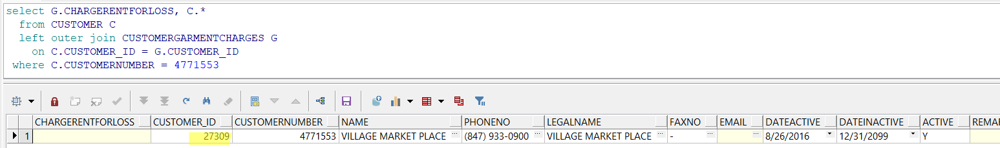 select G.CHARGERENTFORLOSS, C.*
from CUSTOMER C
left outer join CUSTOMERGARMENTCHARGES G
on C.CUSTOMER_ID = G.CUSTOMER_ID
where C.CUSTOMERNUMBER = 4771553
CHARGERENTFORLOSS CUSTOMER_ID CUSTOMERNUMBER NAME PHONENO LEGALNAME FAXNO EMAIL DATEACTIVE DATEINACTIVE ACTIVE REMA
1 27309 4771553 VILLAGE MARKET PLACE ... (847) 933-0900 ... VILLAGE MARKET PLACE ... - ... ... 8/26/2016 12/31/2099 Y